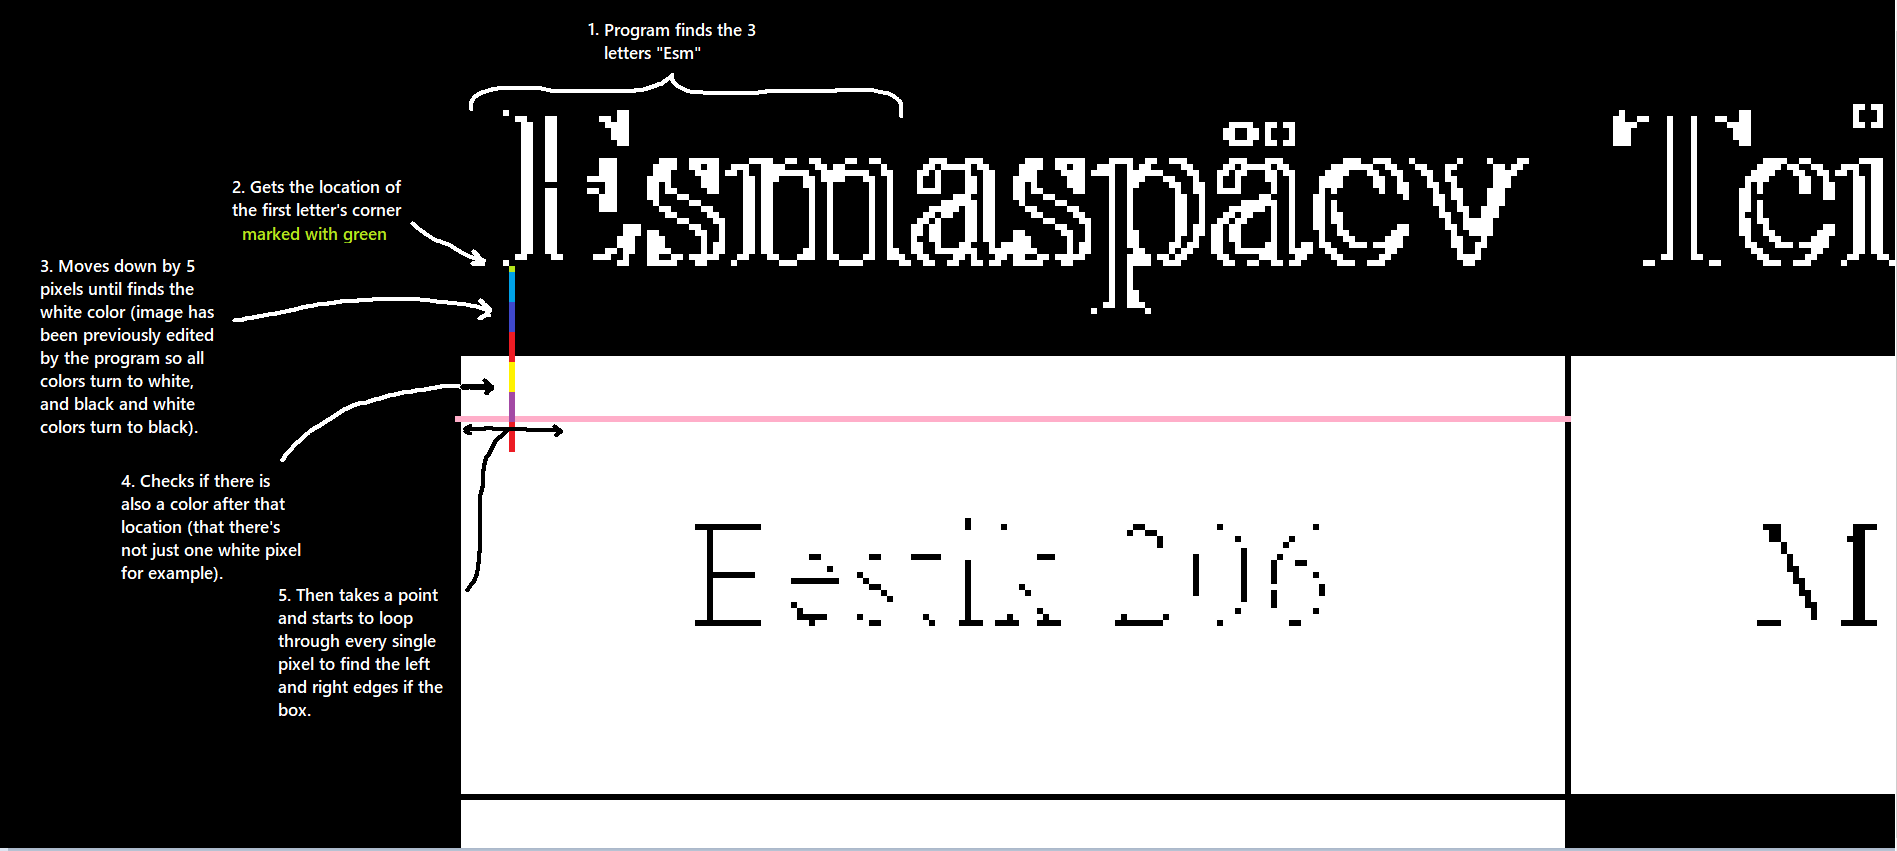 1. Program finds the 3
letters "Esm"
Esmaspäev Tei
2. Gets the location of
the first letter's corner
marked with green
3. Moves down by 5
pixels until finds the
white color (image has
been previously edited
by the program so all
colors turn to white,
and black and white
colors turn to black).
4. Checks if there is
also a color after that
location (that there's
not just one white pixel
for example).
5. Then takes a point
and starts to loop
through every single
pixel to find the left
and right edges if the
box.
Eestik 206
M